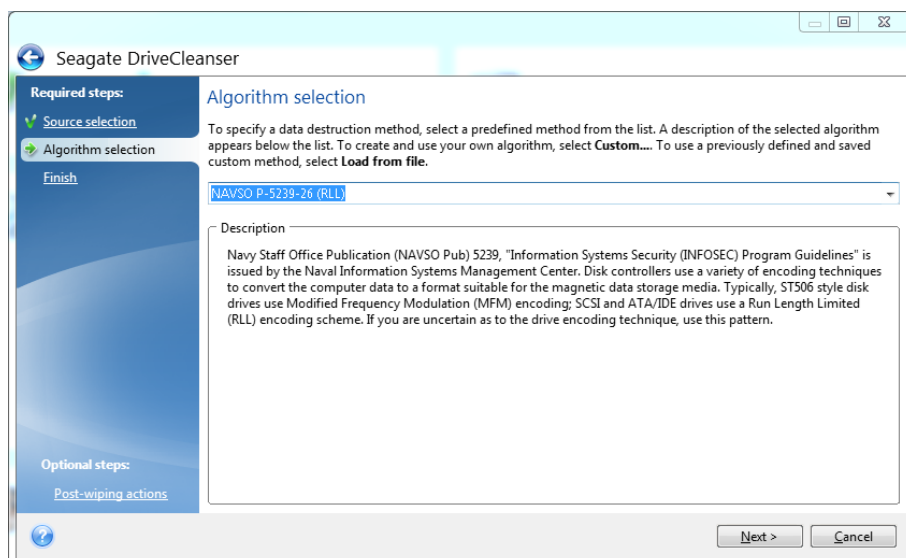 Seagate DriveCleanser
Required steps:
Source selection
Algorithm selection
Finish
Optional steps:
Post-wiping actions
Algorithm selection
To specify a data destruction method, select a predefined method from the list. A description of the selected algorithm
appears below the list. To create and use your own algorithm, select Custom.... To use a previously defined and saved
custom method, select Load from file.
NAVSO P-5239-26 (RLL)
Description
Navy Staff Office Publication (NAVSO Pub) 5239, "Information Systems Security (INFOSEC) Program Guidelines" is
issued by the Naval Information Systems Management Center. Disk controllers use a variety of encoding techniques
to convert the computer data to a format suitable for the magnetic data storage media. Typically, ST506 style disk
drives use Modified Frequency Modulation (MFM) encoding; SCSI and ATA/IDE drives use a Run Length Limited
(RLL) encoding scheme. If you are uncertain as to the drive encoding technique, use this pattern.
?
Next >
Cancel